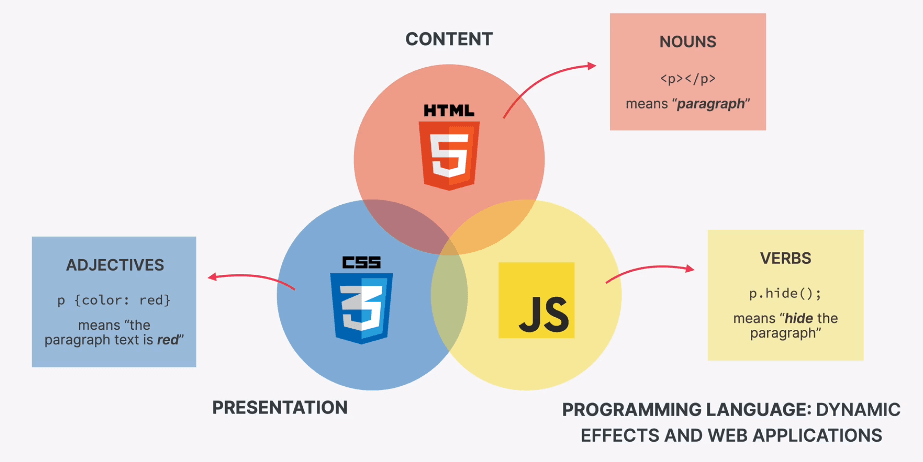 CONTENT
NOUNS
<p></p>
means “paragraph”
HTML
5
ADJECTIVES
p {color: red}
means “the
paragraph text is red”
CSS
3
JS
VERBS
p.hide();
means “hide the
paragraph”
PRESENTATION
PROGRAMMING LANGUAGE: DYNAMIC
EFFECTS AND WEB APPLICATIONS